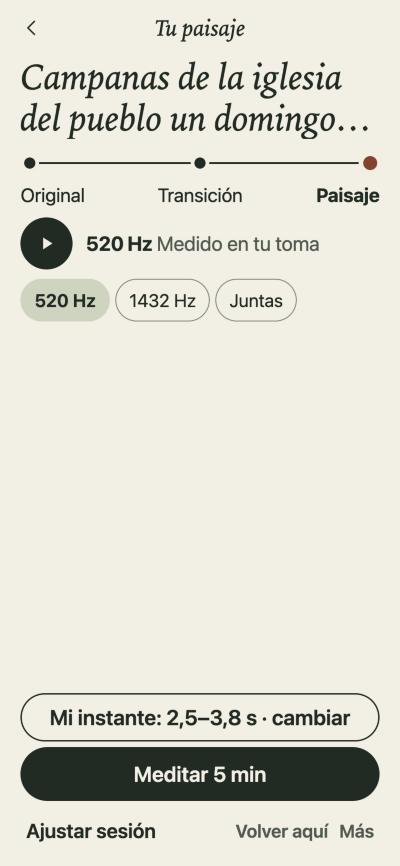 Tu paisaje
Campanas de la iglesia
del pueblo un domingo…
Original Transición Paisaje
520 Hz Medido en tu toma
520 Hz 1432 Hz Juntas
Mi instante: 2,5–3,8 s · cambiar
Meditar 5 min
Ajustar sesión Volver aquí Más